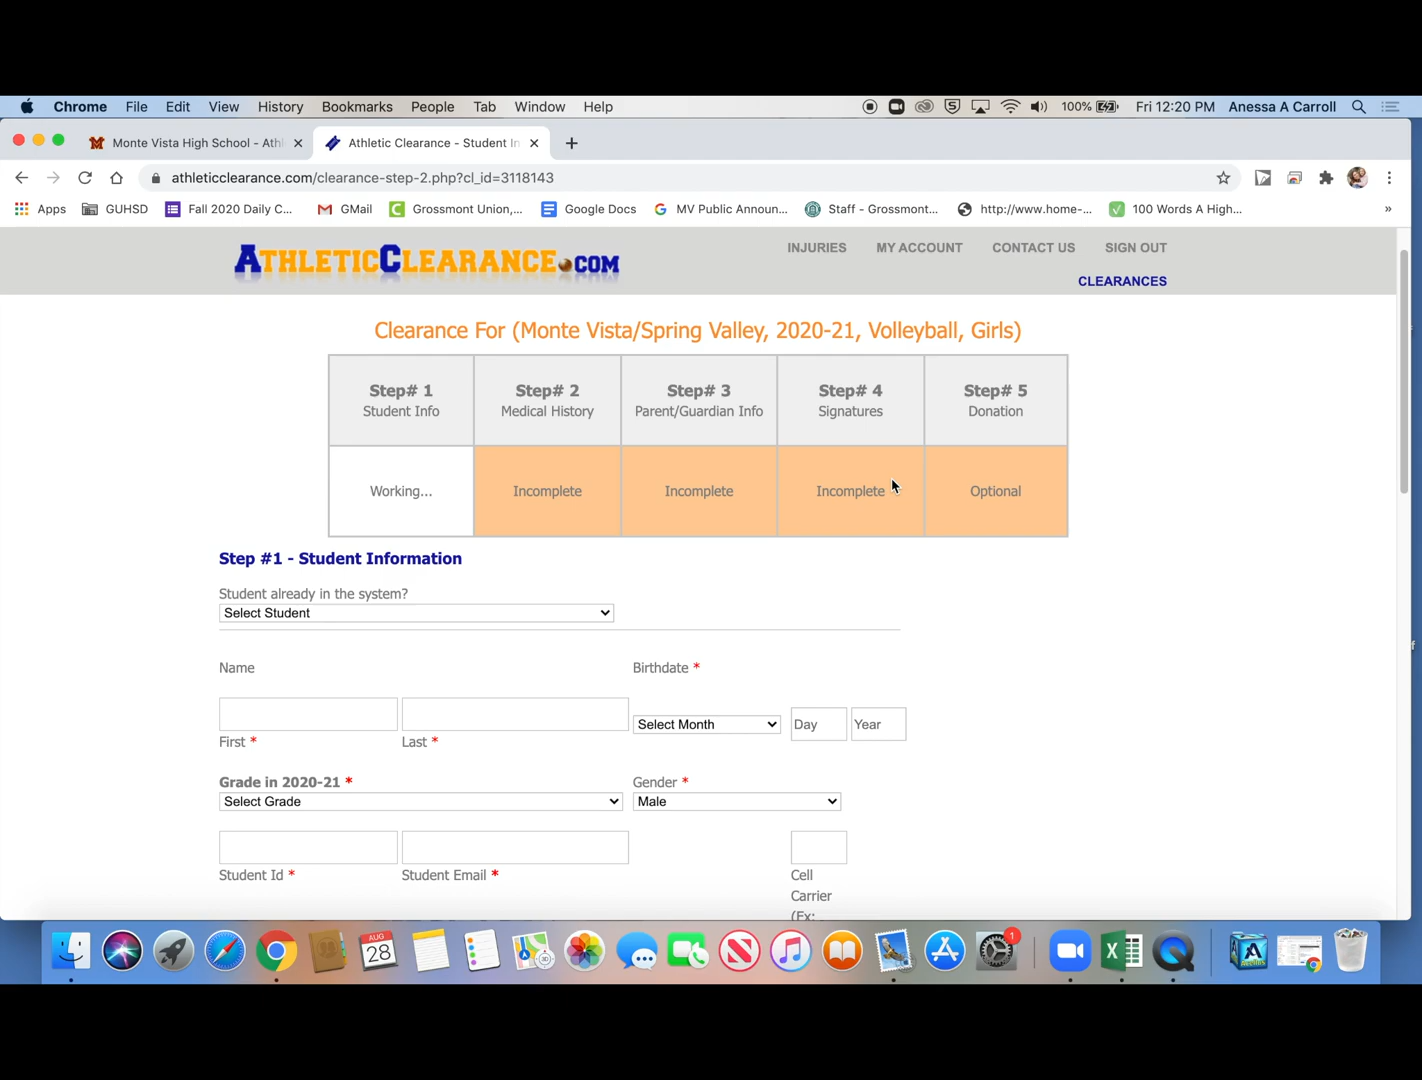 Chrome File Edit View History Bookmarks People Tab Window Help 100% Fri 12:20 PM Anessa A Carroll
Monte Vista High School - Athl Athletic Clearance - Student In
athleticclearance.com/clearance-step-2.php?cl_id=3118143
Apps GUHSD Fall 2020 Daily C... GMail Grossmont Union,... Google Docs MV Public Announ... Staff - Grossmont... http://www.home-... 100 Words A High... »
ATHLETICCLEARANCE.COM
INJURIES MY ACCOUNT CONTACT US SIGN OUT
CLEARANCES
Clearance For (Monte Vista/Spring Valley, 2020-21, Volleyball, Girls)
Step# 1 Step# 2 Step# 3 Step# 4 Step# 5
Student Info Medical History Parent/Guardian Info Signatures Donation
Working... Incomplete Incomplete Incomplete Optional
Step #1 - Student Information
Student already in the system?
Select Student
Name Birthdate *
Select Month Day Year
First * Last *
Grade in 2020-21 * Gender *
Select Grade Male
Student Id * Student Email * Cell
Carrier
(Ex:
AUG
28
1